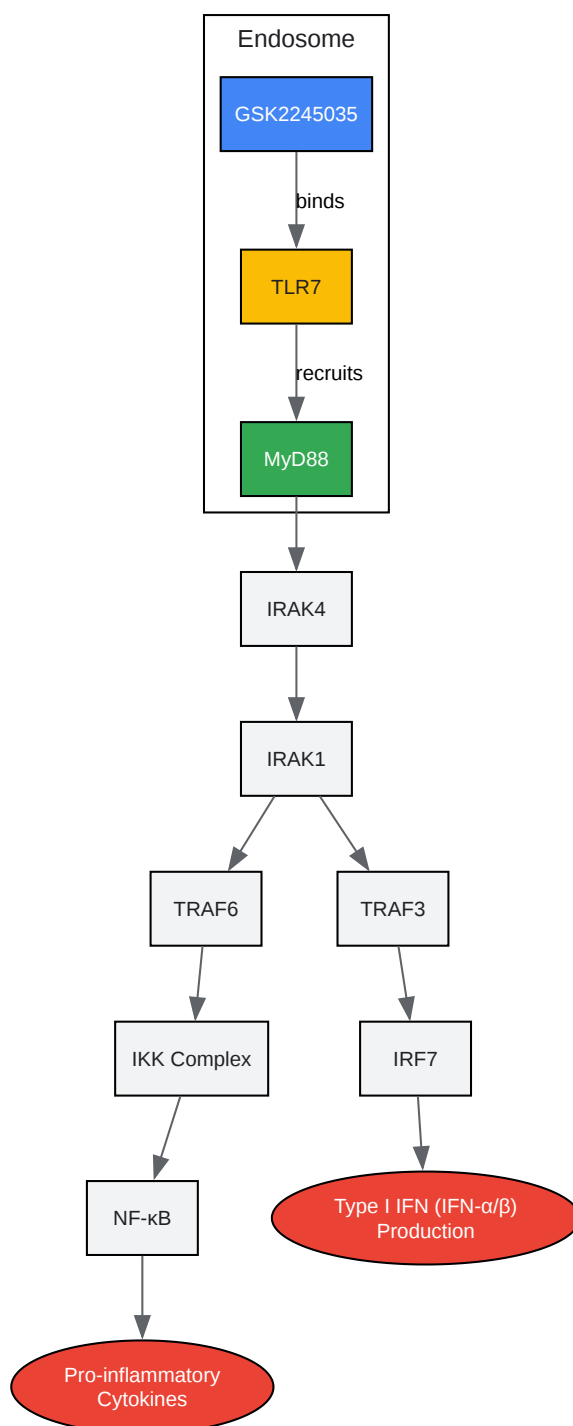 Endosome
GSK2245035
binds
TLR7
recruits
MyD88
IRAK4
IRAK1
TRAF6
TRAF3
IKK Complex
IRF7
NF-κB
Type I IFN (IFN-α/β)
Production
Pro-inflammatory
Cytokines